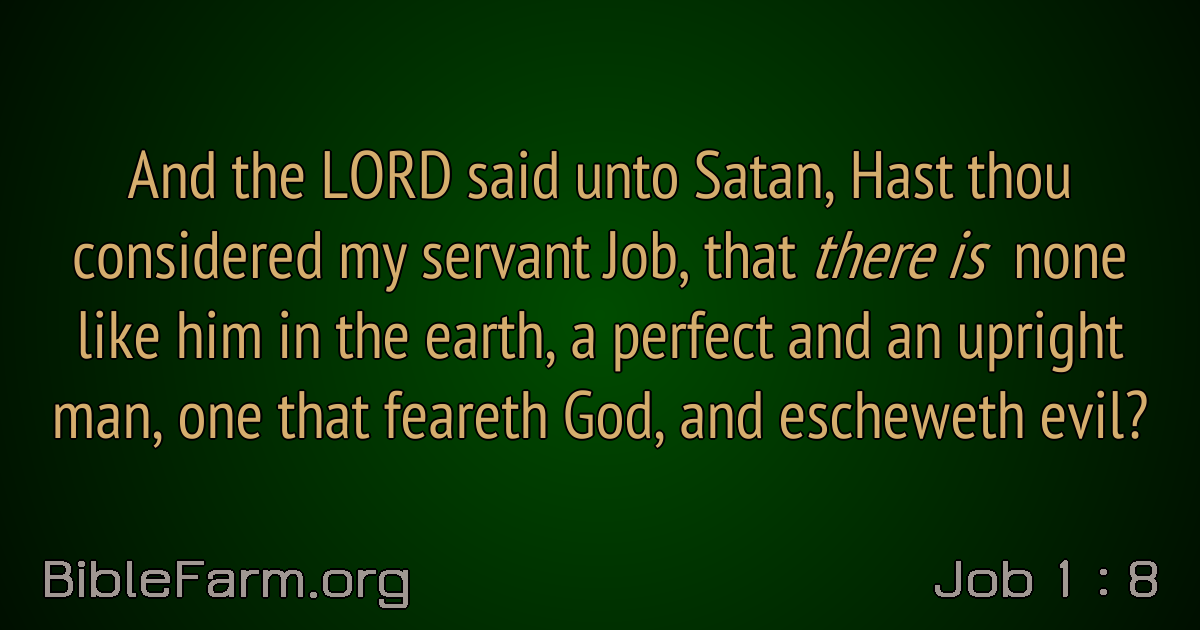 And the LORD said unto Satan, Hast thou
considered my servant Job, that there is none
like him in the earth, a perfect and an upright
man, one that feareth God, and escheweth evil?
BibleFarm.org
Job 1 : 8